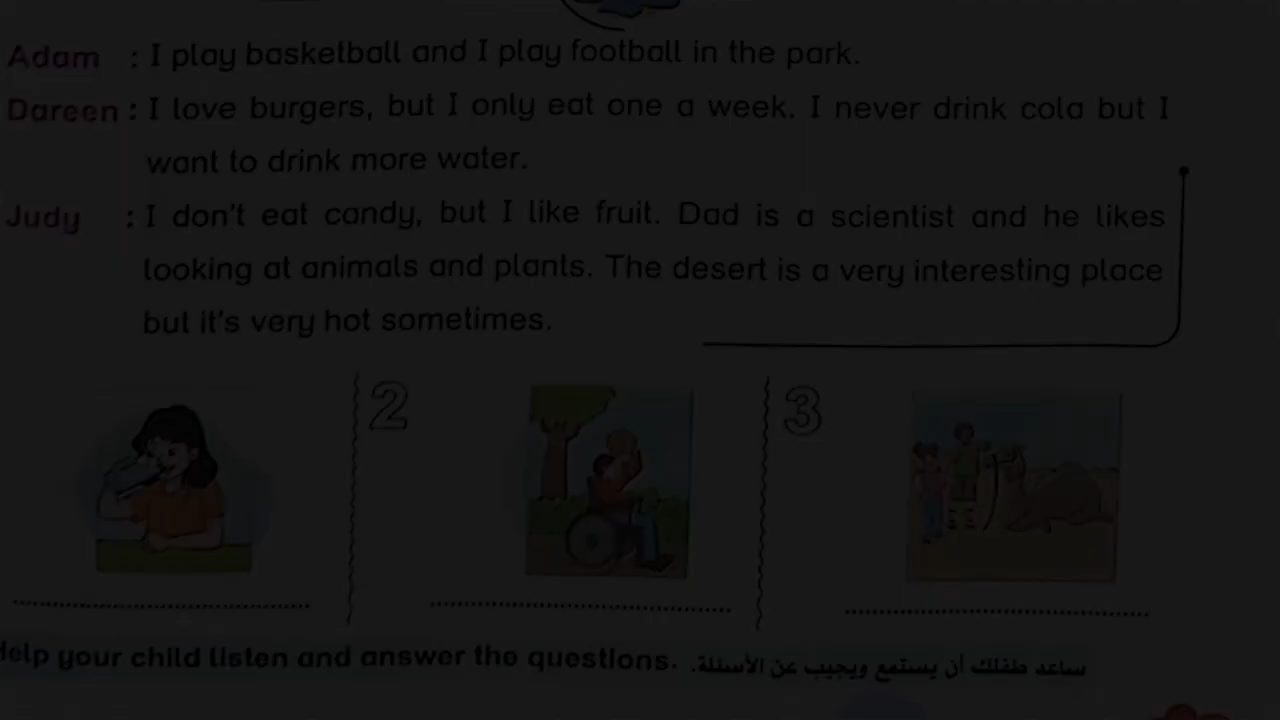 Adam : I play basketball and I play football in the park.
Dareen : I love burgers, but I only eat one a week. I never drink cola but I
want to drink more water.
Judy : I don't eat candy, but I like fruit. Dad is a scientist and he likes
looking at animals and plants. The desert is a very interesting place
but it's very hot sometimes.
2
3
Help your child listen and answer the questions. ساعد طفلك أن يستمع ويجيب عن الأسئلة.